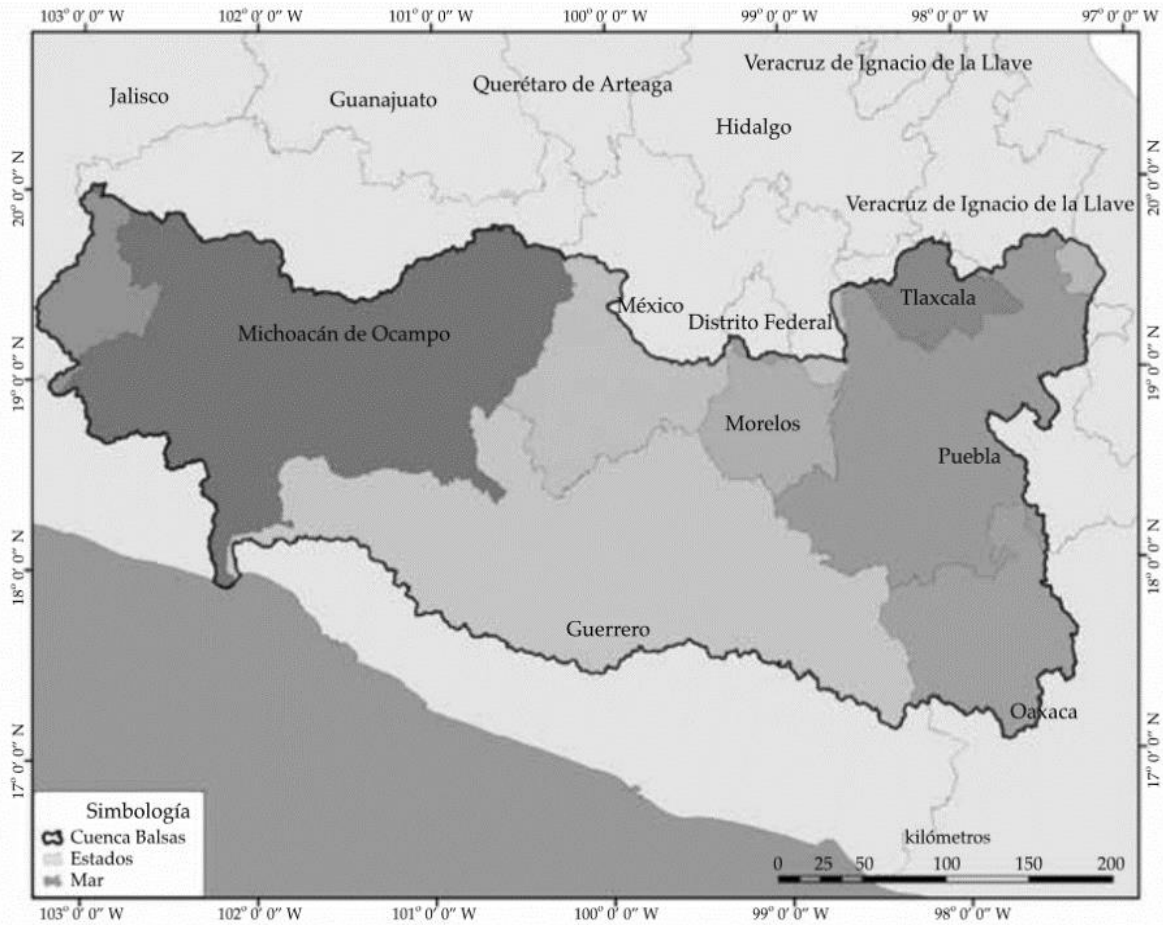 103° 0' 0" W
102° 0' 0" W
101° 0' 0" W
100° 0' 0" W
99° 0' 0" W
98° 0' 0" W
97° 0' 0" W
Veracruz de Ignacio de la Llave
Querétaro de Arteaga
Jalisco
Guanajuato
Hidalgo
20° 0' 0" N
20° 0' 0" N
Veracruz de Ignacio de la Llave
Tlaxcala
México
Distrito Federal
Michoacán de Ocampo
19° 0' 0" N
19° 0' 0" N
Morelos
Puebla
18° 0' 0" N
18° 0' 0" N
Guerrero
Oaxaca
17° 0' 0" N
17° 0' 0" N
Simbología
Cuenca Balsas
Estados
Mar
kilómetros
0 25 50 100 150 200
103° 0' 0" W
102° 0' 0" W
101° 0' 0" W
100° 0' 0" W
99° 0' 0" W
98° 0' 0" W